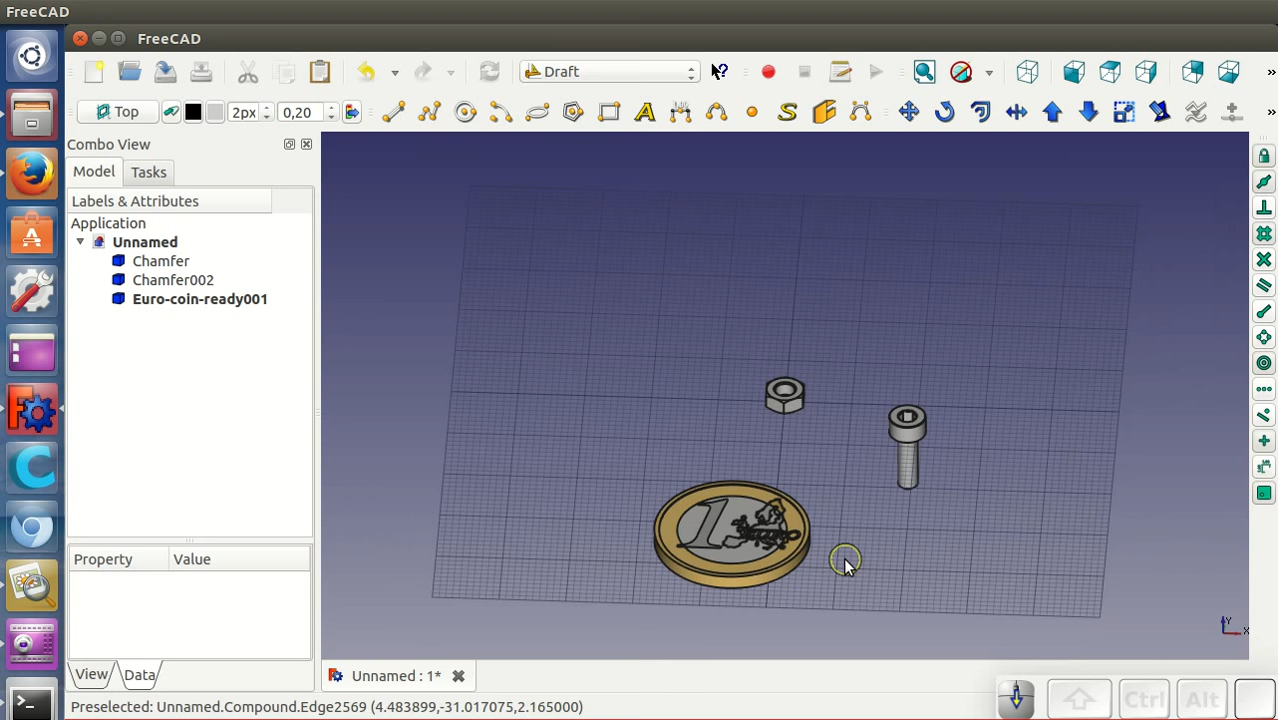 FreeCAD
FreeCAD
Draft
Top
2px
0,20
Combo View
Model
Tasks
Labels & Attributes
Application
Unnamed
Chamfer
Chamfer002
Euro-coin-ready001
Property
Value
View
Data
Unnamed : 1*
Preselected: Unnamed.Compound.Edge2569 (4.483899,-31.017075,2.165000)
Ctrl
Alt
1
Y
X